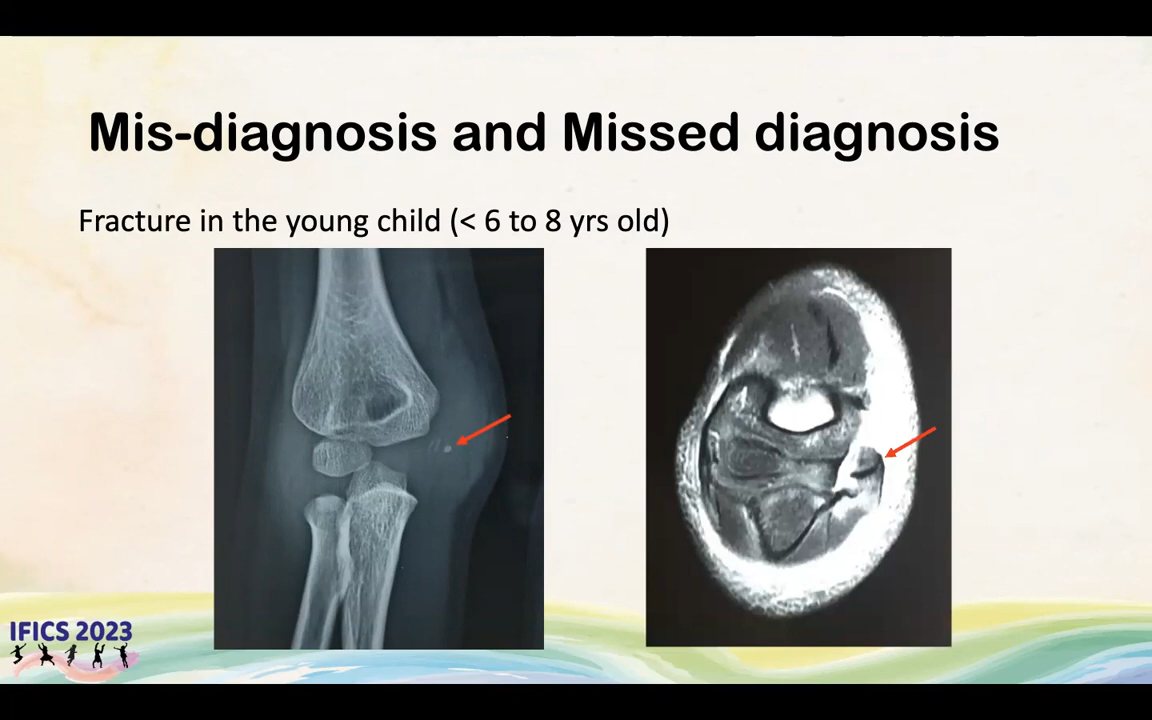 Mis-diagnosis and Missed diagnosis
Fracture in the young child (< 6 to 8 yrs old)
IFICS 2023